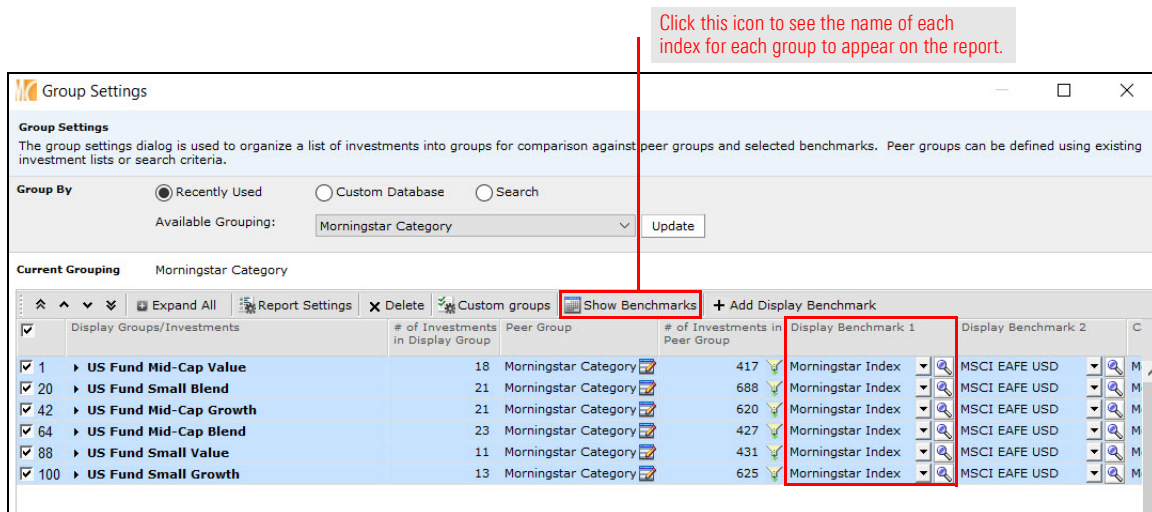 Click this icon to see the name of each
index for each group to appear on the report.
Group Settings
Group Settings
The group settings dialog is used to organize a list of investments into groups for comparison against peer groups and selected benchmarks. Peer groups can be defined using existing
investment lists or search criteria.
Group By Recently Used Custom Database Search
Available Grouping: Morningstar Category Update
Current Grouping Morningstar Category
Expand All Report Settings Delete Custom groups Show Benchmarks + Add Display Benchmark
Display Groups/Investments # of Investments Peer Group # of Investments in Display Benchmark 1 Display Benchmark 2 C
in Display Group Peer Group
1 US Fund Mid-Cap Value 18 Morningstar Category 417 Morningstar Index MSCI EAFE USD M
20 US Fund Small Blend 21 Morningstar Category 688 Morningstar Index MSCI EAFE USD M
42 US Fund Mid-Cap Growth 21 Morningstar Category 620 Morningstar Index MSCI EAFE USD M
64 US Fund Mid-Cap Blend 23 Morningstar Category 427 Morningstar Index MSCI EAFE USD M
88 US Fund Small Value 11 Morningstar Category 431 Morningstar Index MSCI EAFE USD M
100 US Fund Small Growth 13 Morningstar Category 625 Morningstar Index MSCI EAFE USD M